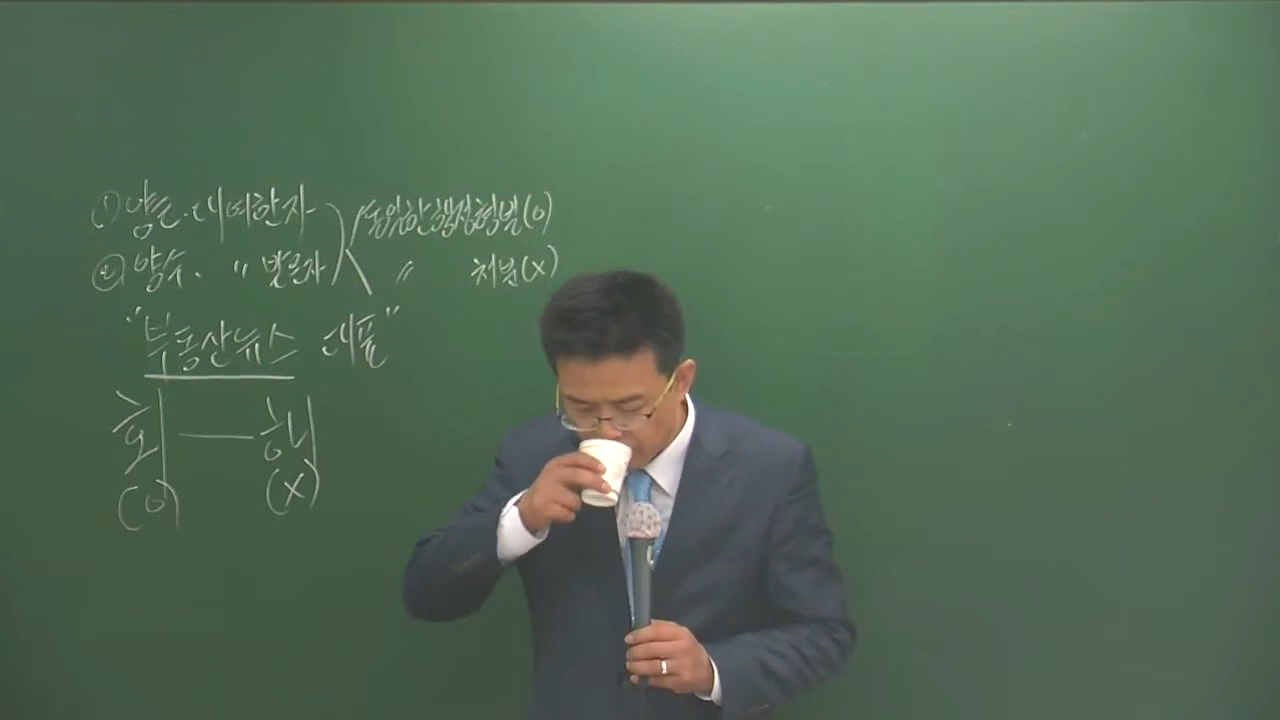 ① 양도·대여한자
동일한 행정형벌(O)
② 양수·〃 받은자
〃 처분(X)
"부동산뉴스 대표"
회 — 행
(O) (X)